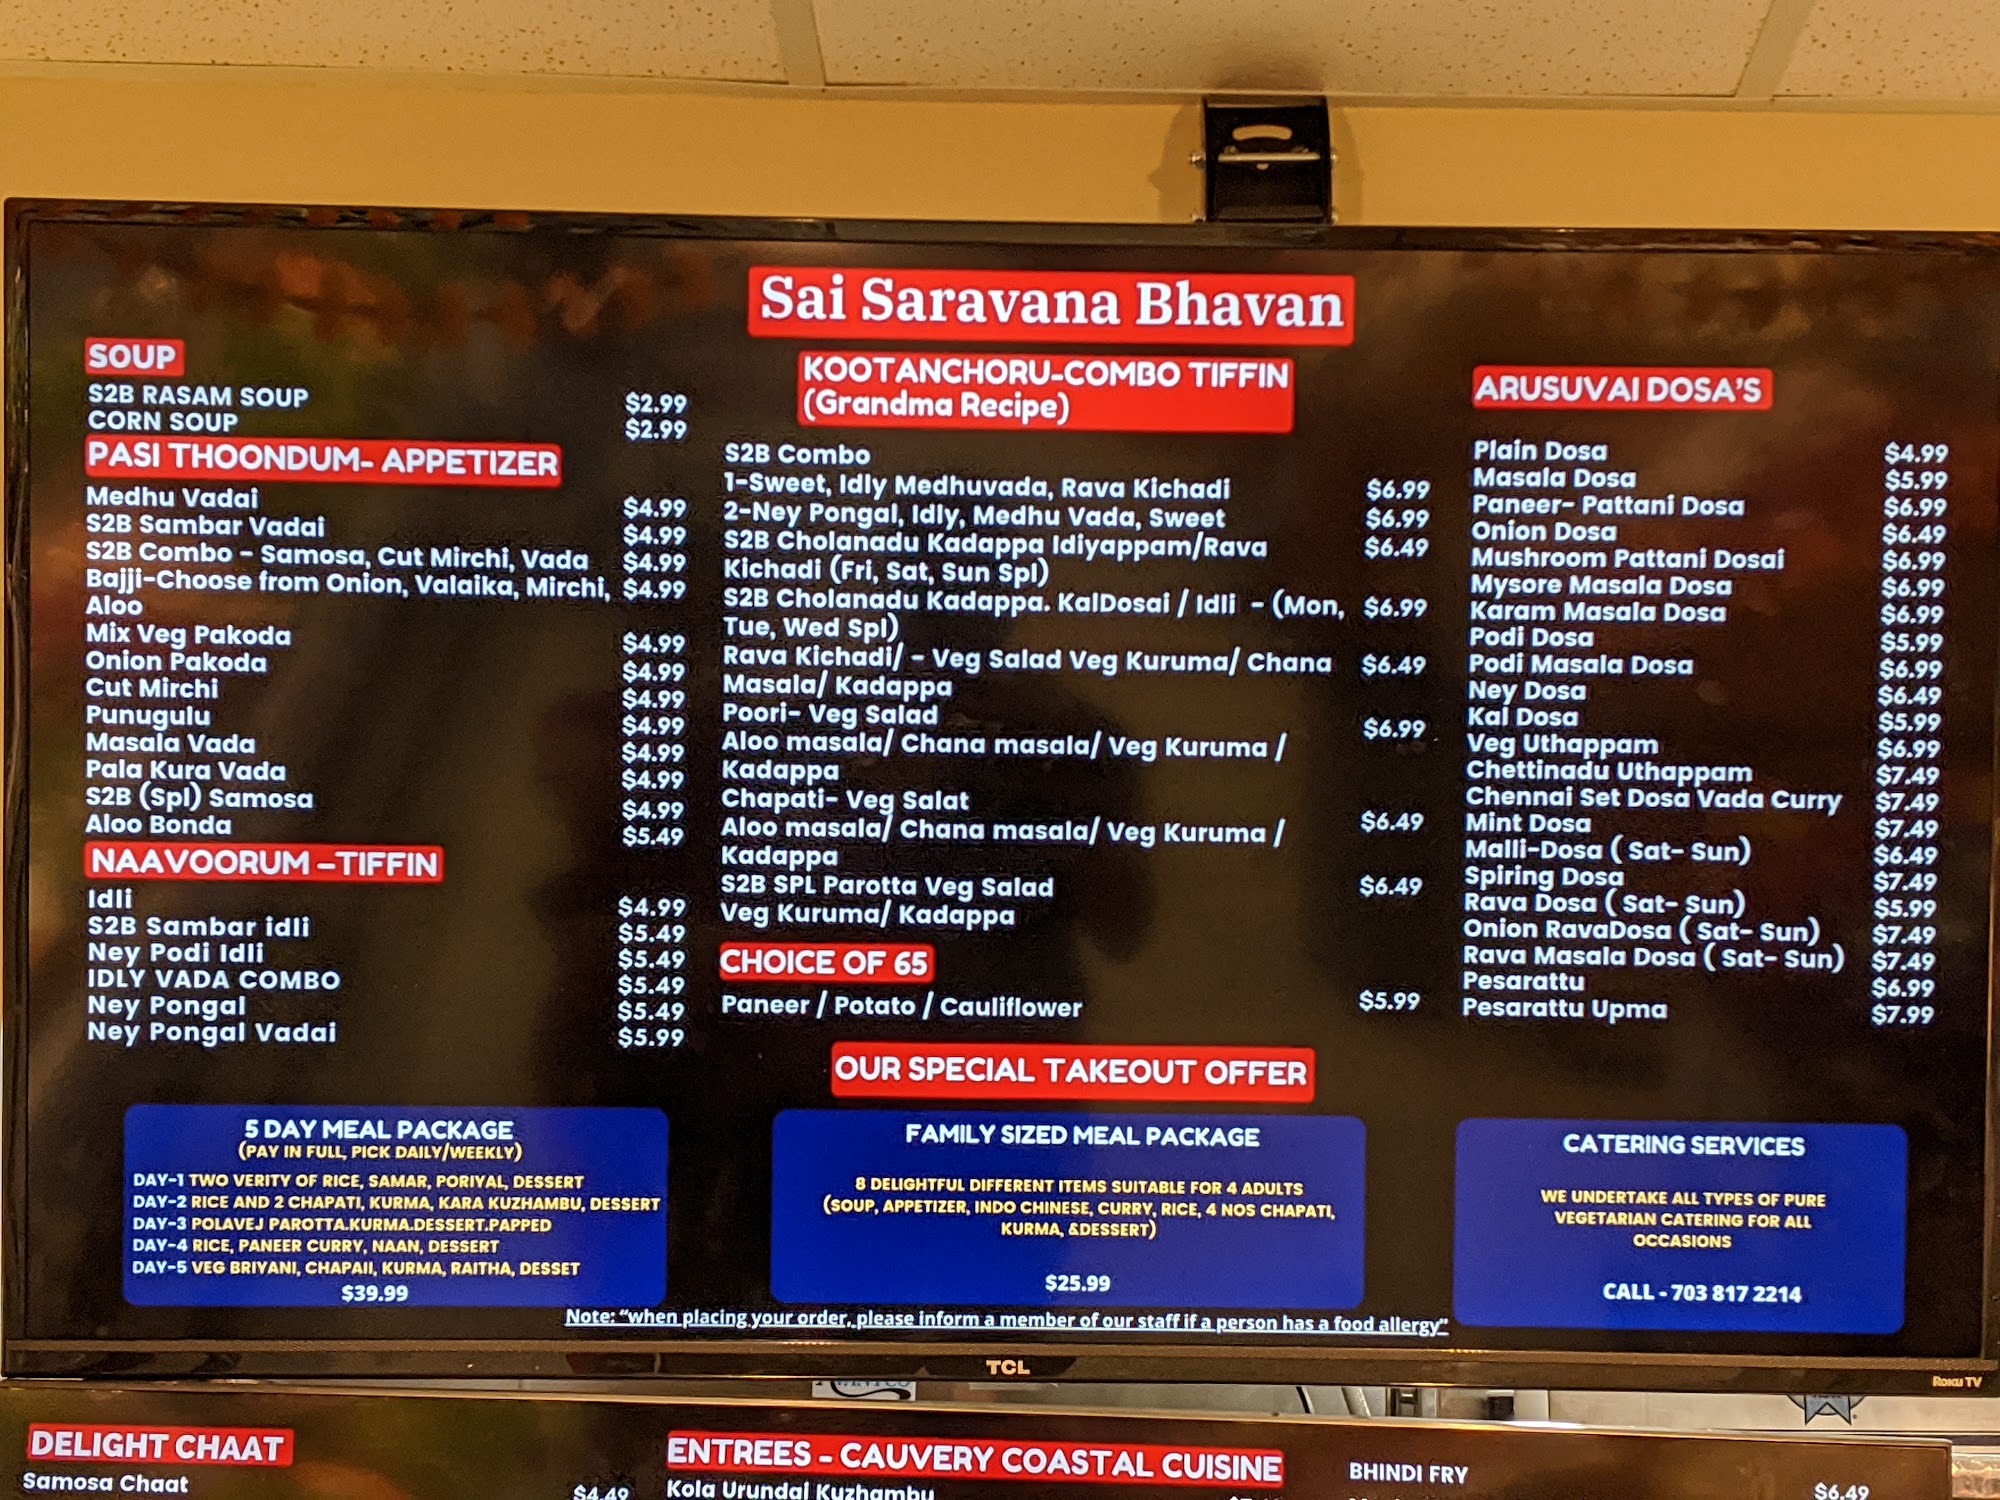 Sai Saravana Bhavan
SOUP
S2B RASAM SOUP $2.99
CORN SOUP $2.99
PASI THOONDUM- APPETIZER
Medhu Vadai $4.99
S2B Sambar Vadai $4.99
S2B Combo - Samosa, Cut Mirchi, Vada $4.99
Bajji-Choose from Onion, Valaika, Mirchi, $4.99
Aloo
Mix Veg Pakoda $4.99
Onion Pakoda $4.99
Cut Mirchi $4.99
Punugulu $4.99
Masala Vada $4.99
Pala Kura Vada $4.99
S2B (Spl) Samosa $4.99
Aloo Bonda $5.49
NAAVOORUM -TIFFIN
Idli $4.99
S2B Sambar idli $5.49
Ney Podi Idli $5.49
IDLY VADA COMBO $5.49
Ney Pongal $5.49
Ney Pongal Vadai $5.99
KOOTANCHORU-COMBO TIFFIN
(Grandma Recipe)
S2B Combo
1-Sweet, Idly Medhuvada, Rava Kichadi $6.99
2-Ney Pongal, Idly, Medhu Vada, Sweet $6.99
S2B Cholanadu Kadappa Idiyappam/Rava $6.49
Kichadi (Fri, Sat, Sun Spl)
S2B Cholanadu Kadappa. KalDosai / Idli - (Mon, $6.99
Tue, Wed Spl)
Rava Kichadi/ - Veg Salad Veg Kuruma/ Chana $6.49
Masala/ Kadappa
Poori- Veg Salad $6.99
Aloo masala/ Chana masala/ Veg Kuruma /
Kadappa
Chapati- Veg Salat
Aloo masala/ Chana masala/ Veg Kuruma / $6.49
Kadappa
S2B SPL Parotta Veg Salad $6.49
Veg Kuruma/ Kadappa
CHOICE OF 65
Paneer / Potato / Cauliflower $5.99
ARUSUVAI DOSA'S
Plain Dosa $4.99
Masala Dosa $5.99
Paneer- Pattani Dosa $6.99
Onion Dosa $6.49
Mushroom Pattani Dosai $6.99
Mysore Masala Dosa $6.99
Karam Masala Dosa $6.99
Podi Dosa $5.99
Podi Masala Dosa $6.99
Ney Dosa $6.49
Kal Dosa $5.99
Veg Uthappam $6.99
Chettinadu Uthappam $7.49
Chennai Set Dosa Vada Curry $7.49
Mint Dosa $7.49
Malli-Dosa ( Sat- Sun) $6.49
Spiring Dosa $7.49
Rava Dosa ( Sat- Sun) $5.99
Onion RavaDosa ( Sat- Sun) $7.49
Rava Masala Dosa ( Sat- Sun) $7.49
Pesarattu $6.99
Pesarattu Upma $7.99
OUR SPECIAL TAKEOUT OFFER
5 DAY MEAL PACKAGE
(PAY IN FULL, PICK DAILY/WEEKLY)
DAY-1 TWO VERITY OF RICE, SAMAR, PORIYAL, DESSERT
DAY-2 RICE AND 2 CHAPATI, KURMA, KARA KUZHAMBU, DESSERT
DAY-3 POLAVEJ PAROTTA.KURMA.DESSERT.PAPPED
DAY-4 RICE, PANEER CURRY, NAAN, DESSERT
DAY-5 VEG BRIYANI, CHAPAII, KURMA, RAITHA, DESSET
$39.99
FAMILY SIZED MEAL PACKAGE
8 DELIGHTFUL DIFFERENT ITEMS SUITABLE FOR 4 ADULTS
(SOUP, APPETIZER, INDO CHINESE, CURRY, RICE, 4 NOS CHAPATI,
KURMA, &DESSERT)
$25.99
CATERING SERVICES
WE UNDERTAKE ALL TYPES OF PURE
VEGETARIAN CATERING FOR ALL
OCCASIONS
CALL - 703 817 2214
Note: "when placing your order, please inform a member of our staff if a person has a food allergy"
TCL
Roku TV
DELIGHT CHAAT
Samosa Chaat $4.49
ENTREES - CAUVERY COASTAL CUISINE
Kola Urundai Kuzhambu
BHINDI FRY $6.49